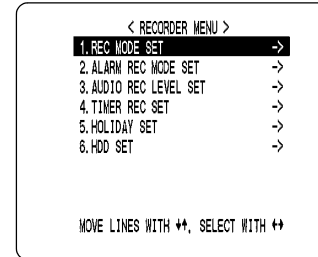 < RECORDER MENU >
1.REC MODE SET ->
2.ALARM REC MODE SET ->
3.AUDIO REC LEVEL SET ->
4.TIMER REC SET ->
5.HOLIDAY SET ->
6.HDD SET ->
MOVE LINES WITH ↓↑, SELECT WITH ←→